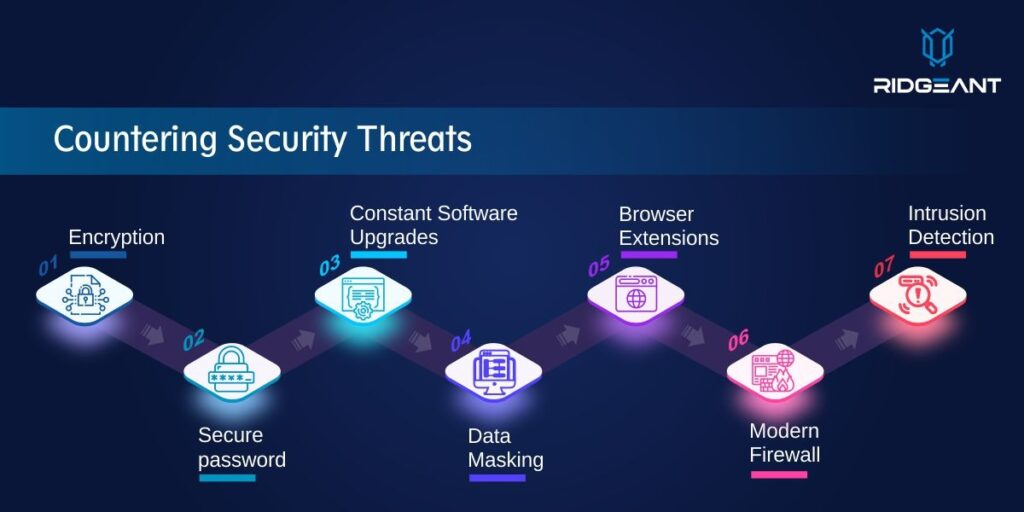 RIDGEANT
Countering Security Threats
01
Encryption
02
Secure
password
03
Constant Software
Upgrades
04
Data
Masking
05
Browser
Extensions
06
Modern
Firewall
07
Intrusion
Detection